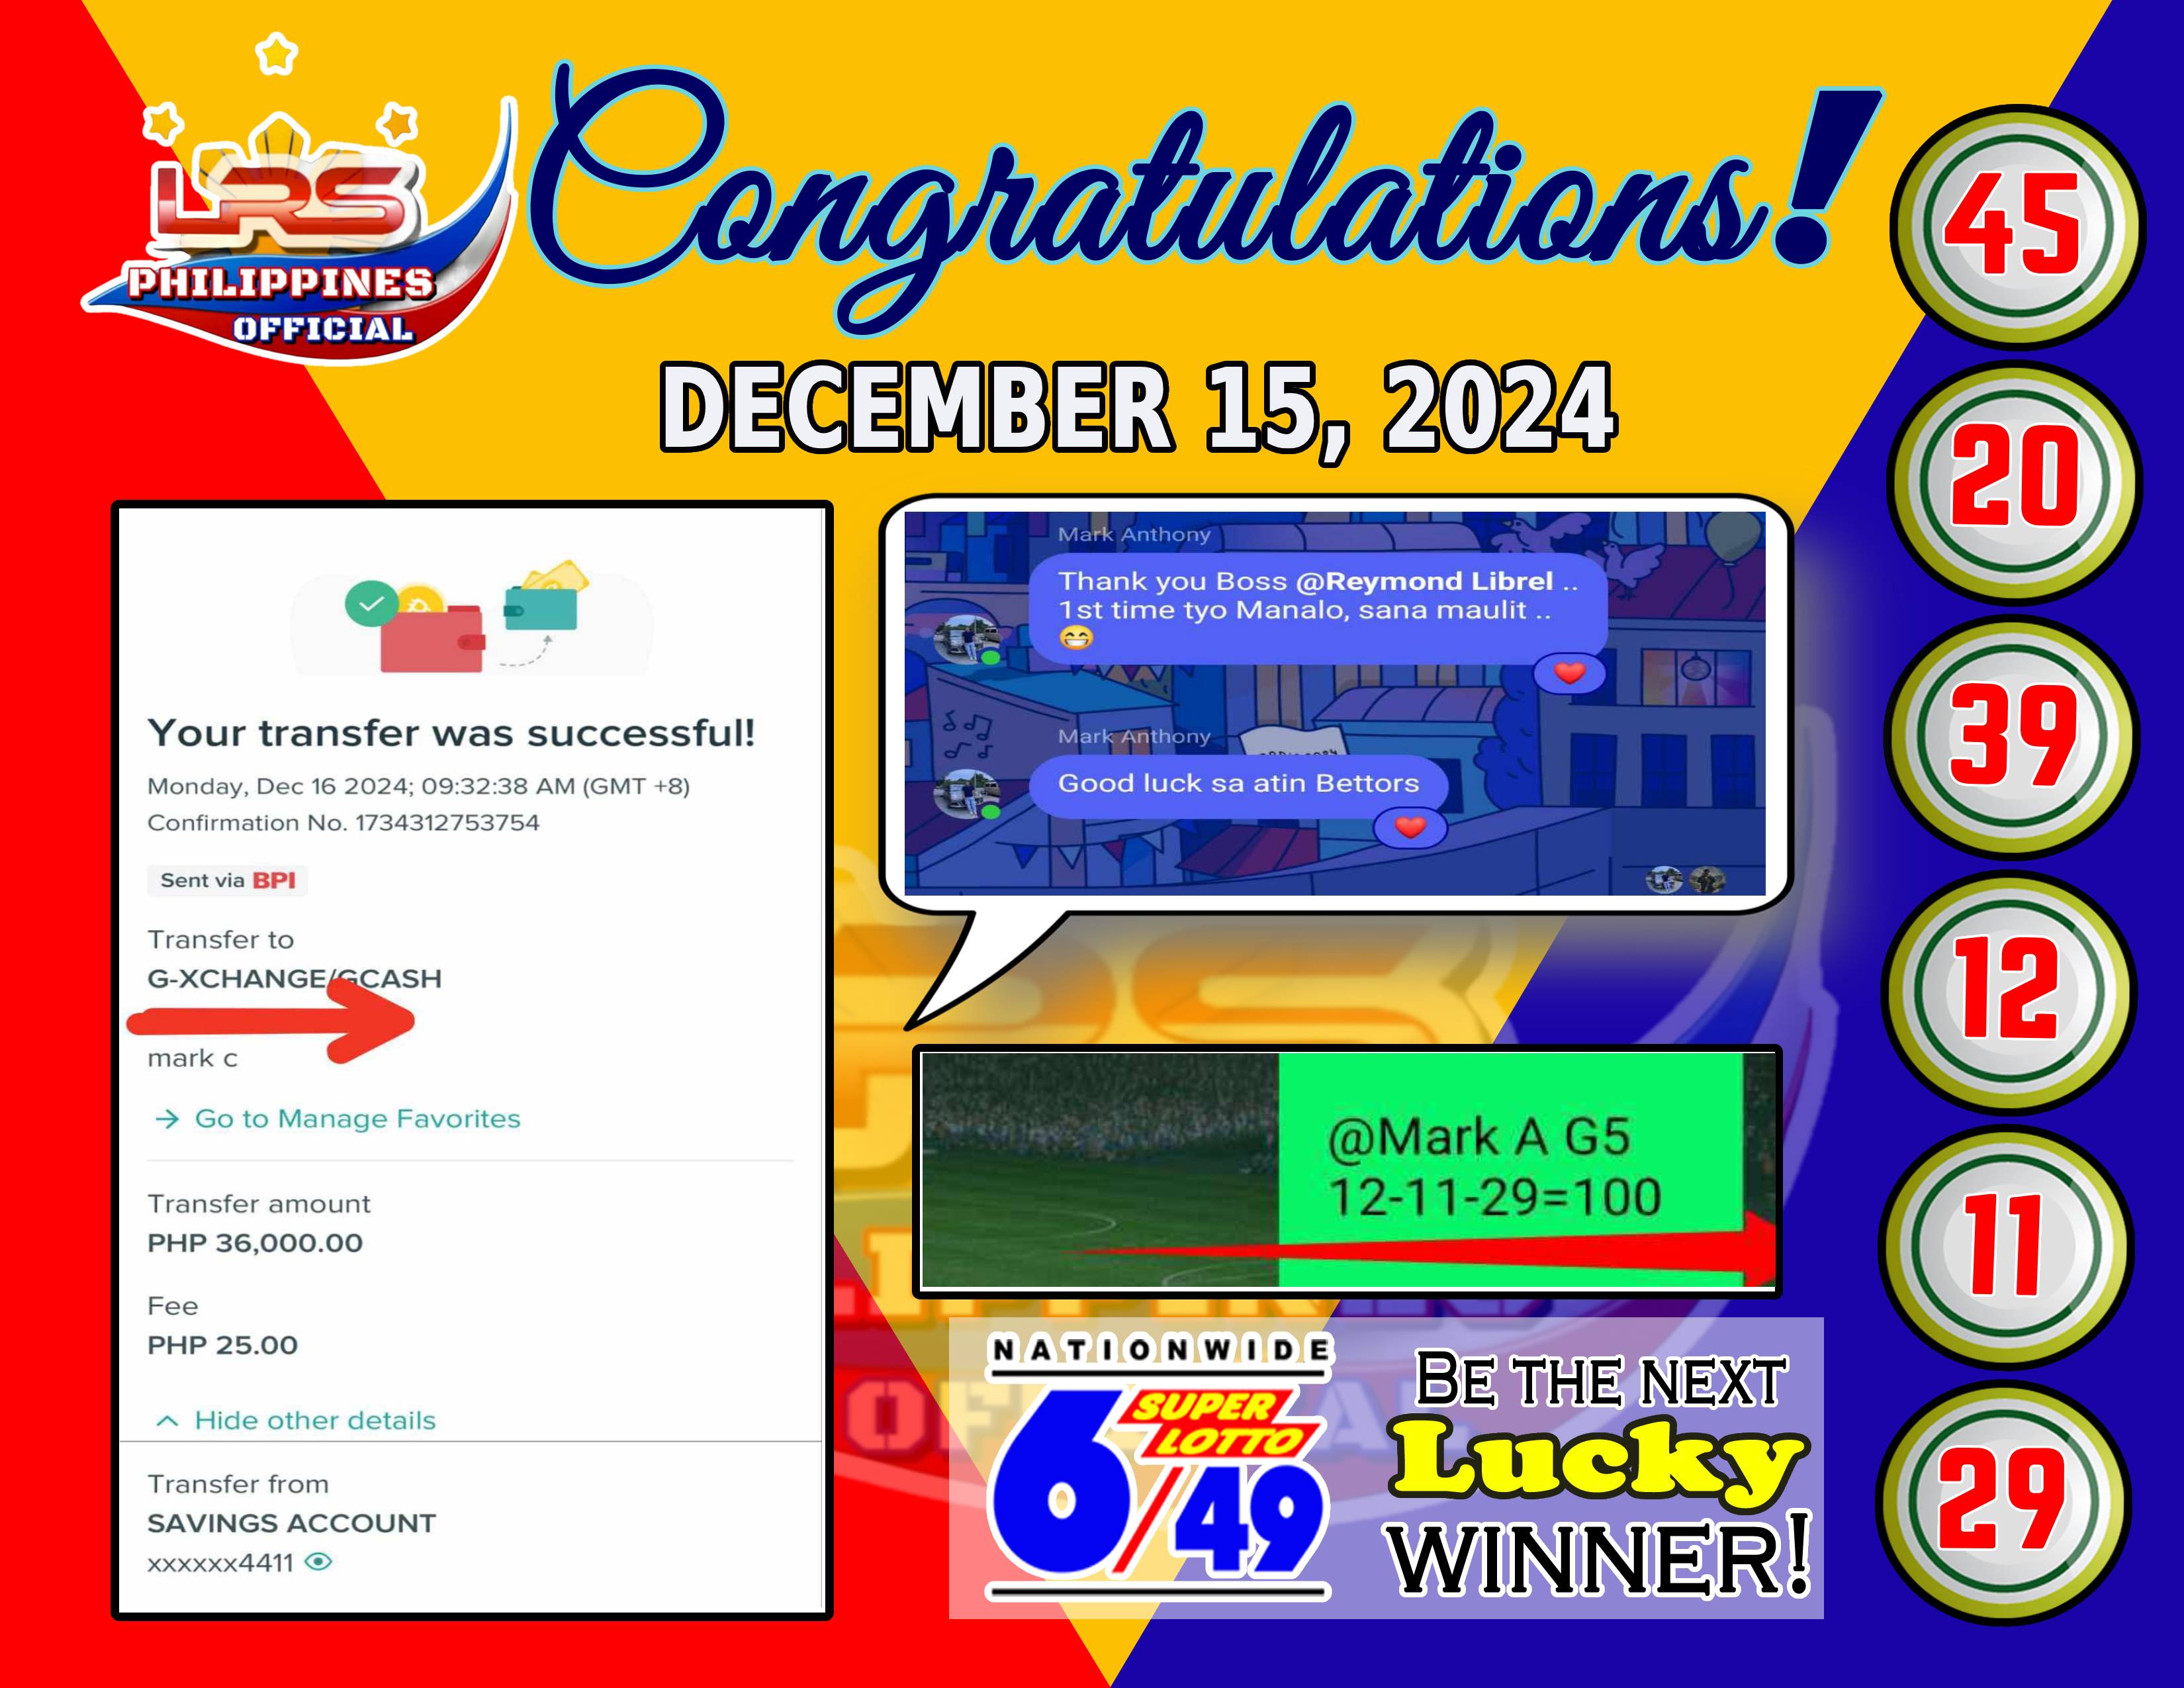 LRS
PHILIPPINES
OFFICIAL
Congratulations!
DECEMBER 15, 2024
Your transfer was successful!
Monday, Dec 16 2024; 09:32:38 AM (GMT +8)
Confirmation No. 1734312753754
Sent via BPI
Transfer to
G-XCHANGE/GCASH
mark c
→ Go to Manage Favorites
Transfer amount
PHP 36,000.00
Fee
PHP 25.00
Hide other details
Transfer from
SAVINGS ACCOUNT
xxxxxx4411
Mark Anthony
Thank you Boss @Reymond Librel ..
1st time tyo Manalo, sana maulit ..
😁
Mark Anthony
Good luck sa atin Bettors
@Mark A G5
12-11-29=100
NATIONWIDE
SUPER
LOTTO
6/49
BE THE NEXT
Lucky
WINNER!
45
20
39
12
11
29